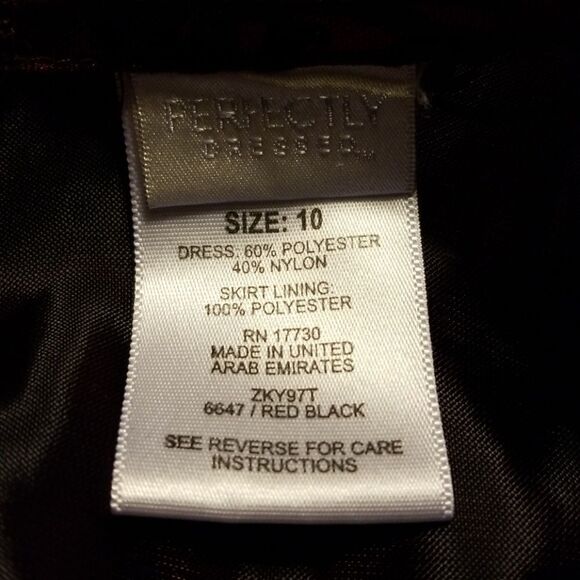 PERFECTLY
DRESSED
SIZE: 10
DRESS: 60% POLYESTER
40% NYLON
SKIRT LINING:
100% POLYESTER
RN 17730
MADE IN UNITED
ARAB EMIRATES
ZKY97T
6647 / RED BLACK
SEE REVERSE FOR CARE
INSTRUCTIONS